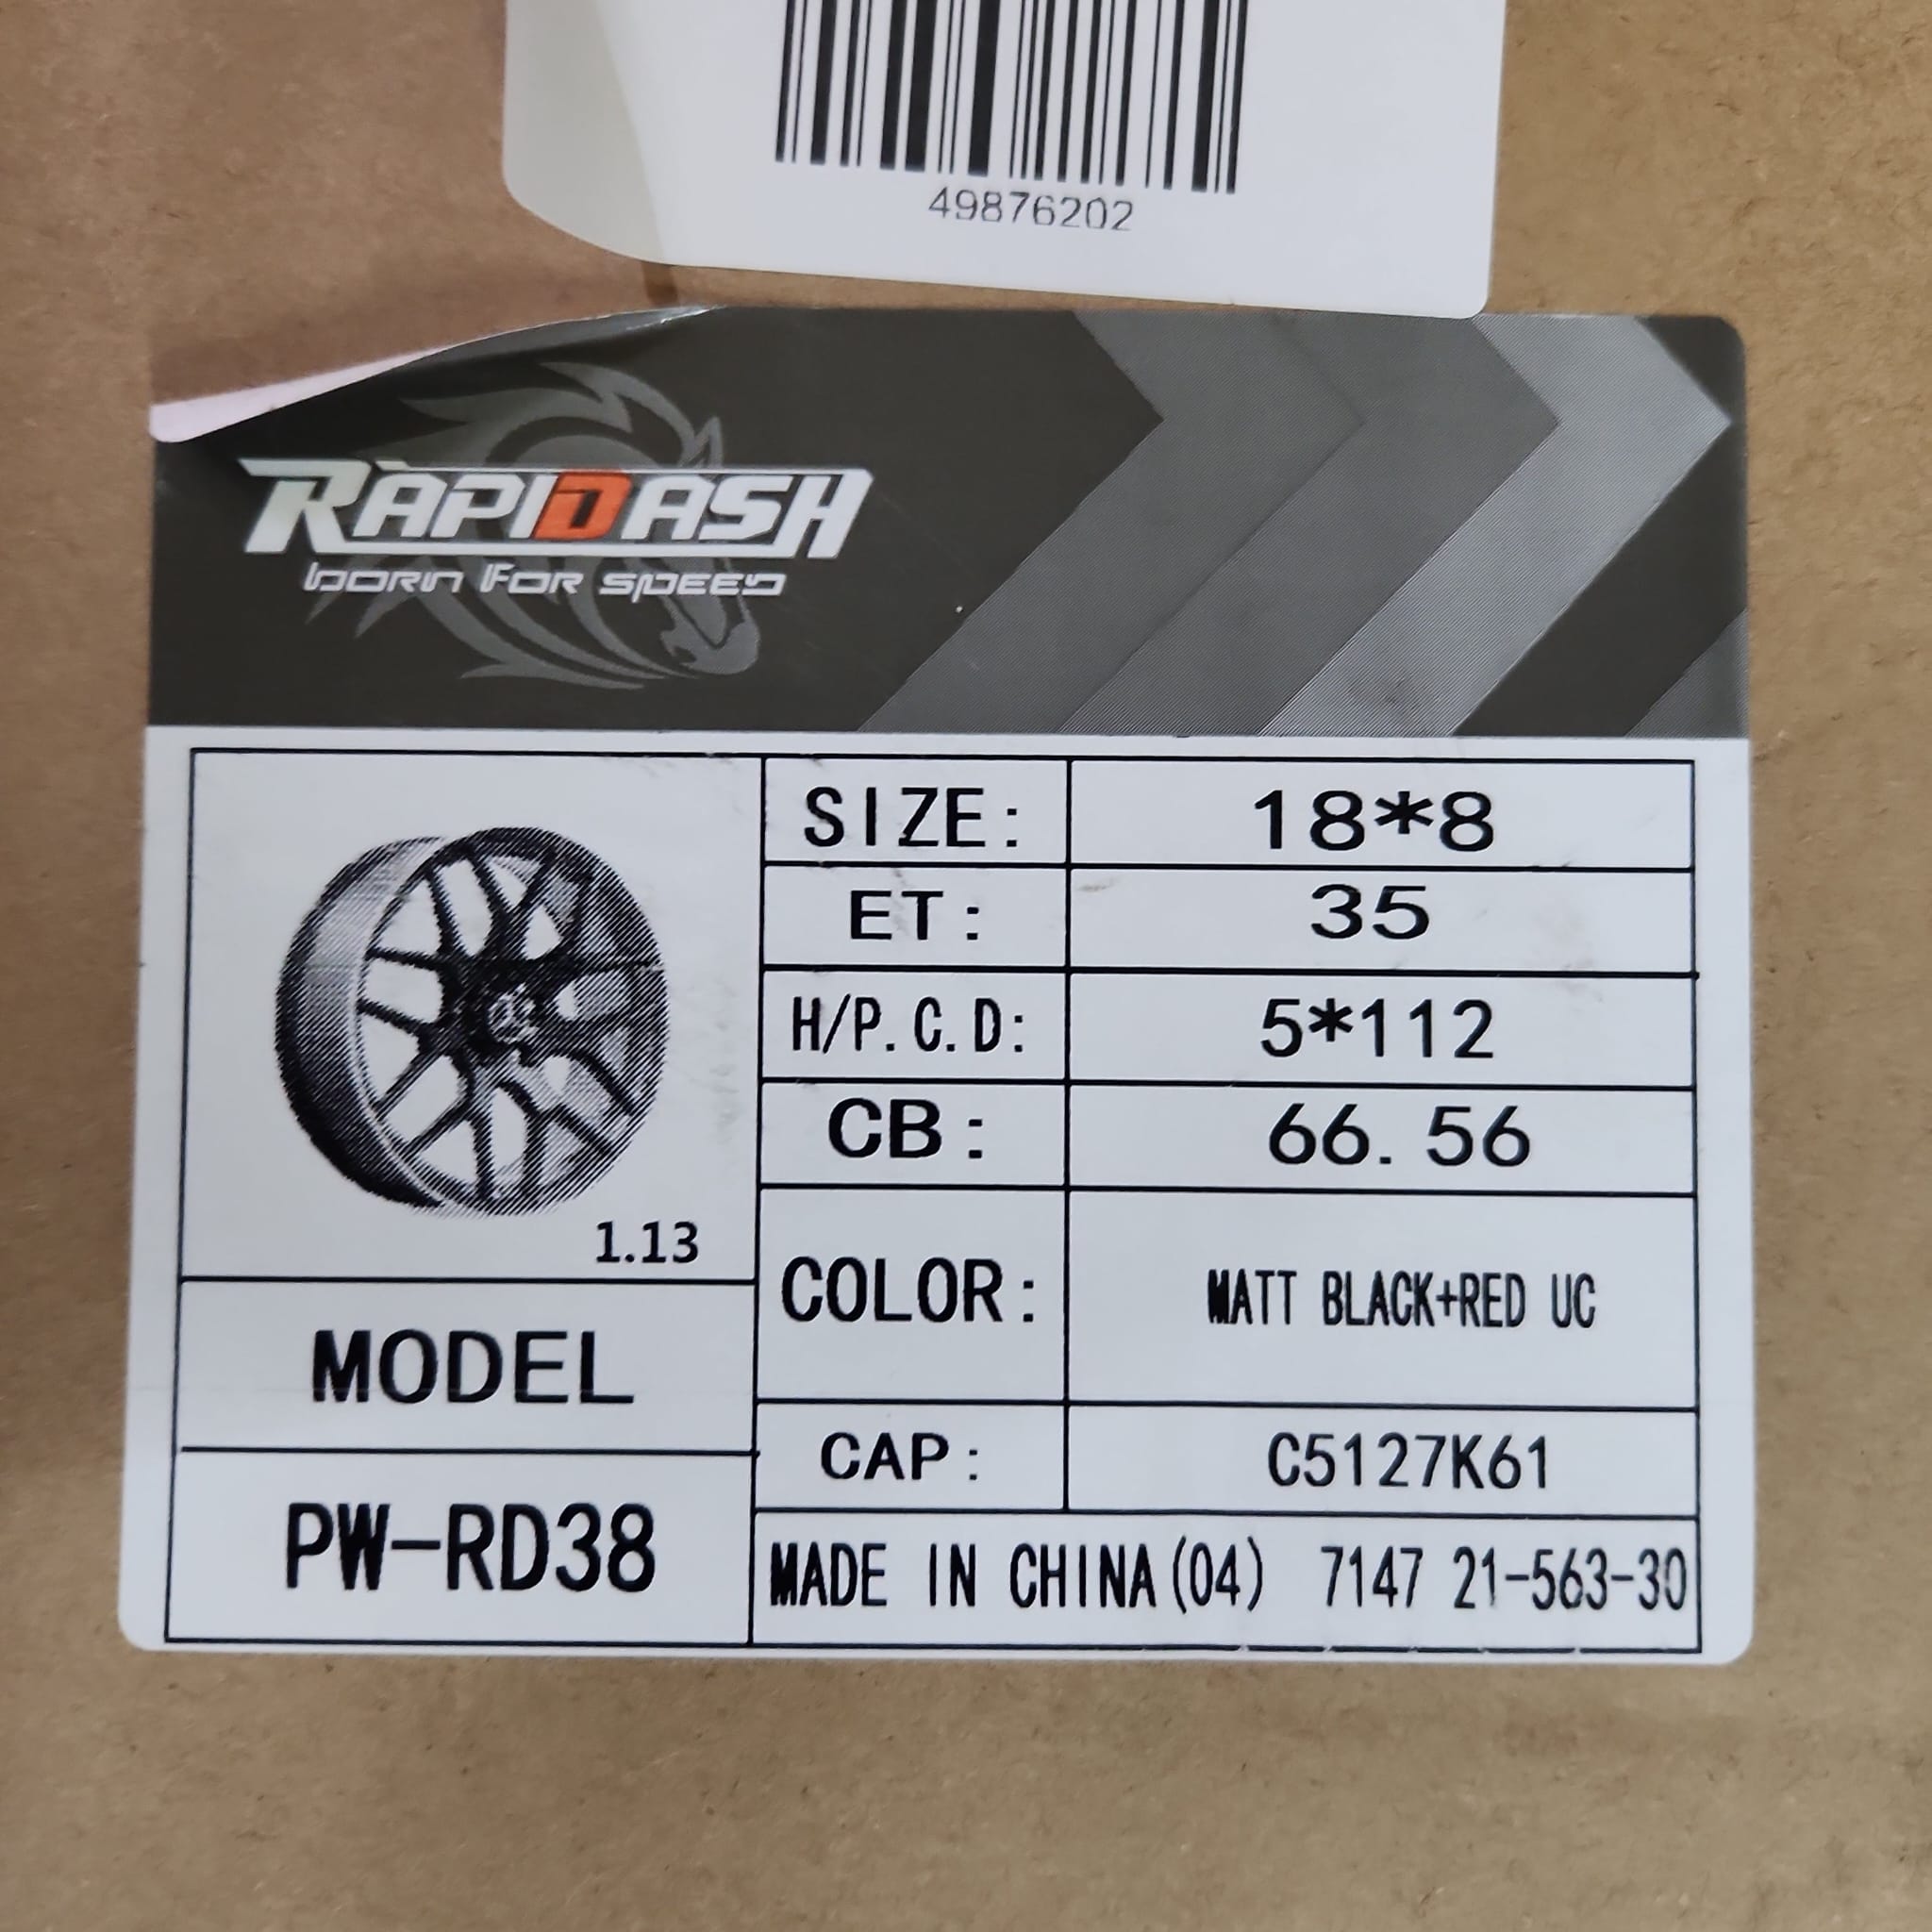 49876202
RAPIDASH
born For speed
SIZE: 18*8
ET: 35
H/P.C.D: 5*112
CB: 66.56
1.13
COLOR: MATT BLACK+RED UC
MODEL
CAP: C5127K61
PW-RD38
MADE IN CHINA(04) 7147 21-563-30